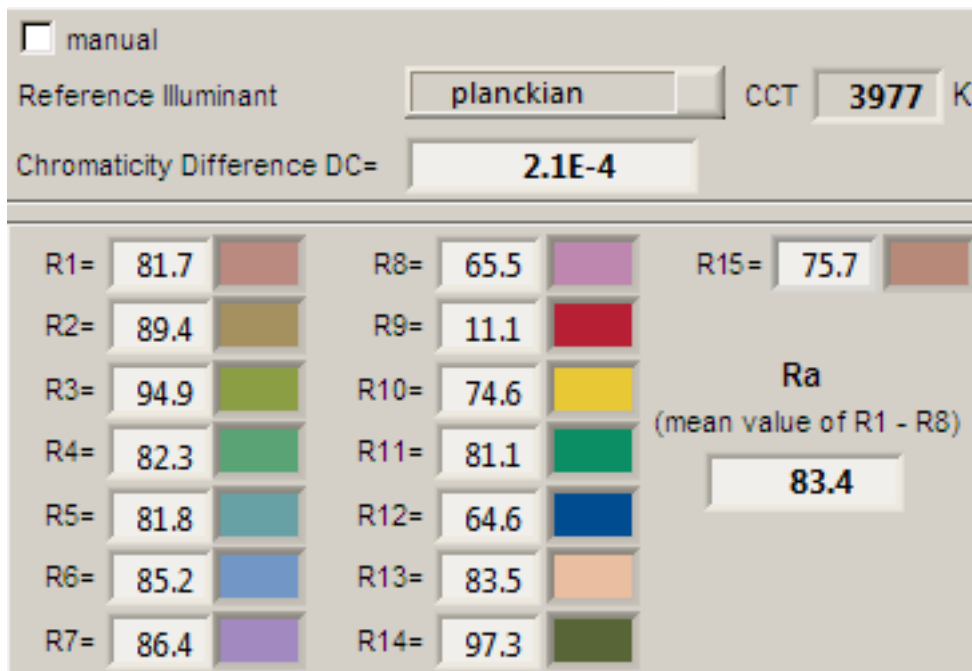 manual
Reference Illuminant planckian CCT 3977 K
Chromaticity Difference DC= 2.1E-4
R1= 81.7 R8= 65.5 R15= 75.7
R2= 89.4 R9= 11.1
R3= 94.9 R10= 74.6 Ra
(mean value of R1 - R8)
R4= 82.3 R11= 81.1
83.4
R5= 81.8 R12= 64.6
R6= 85.2 R13= 83.5
R7= 86.4 R14= 97.3